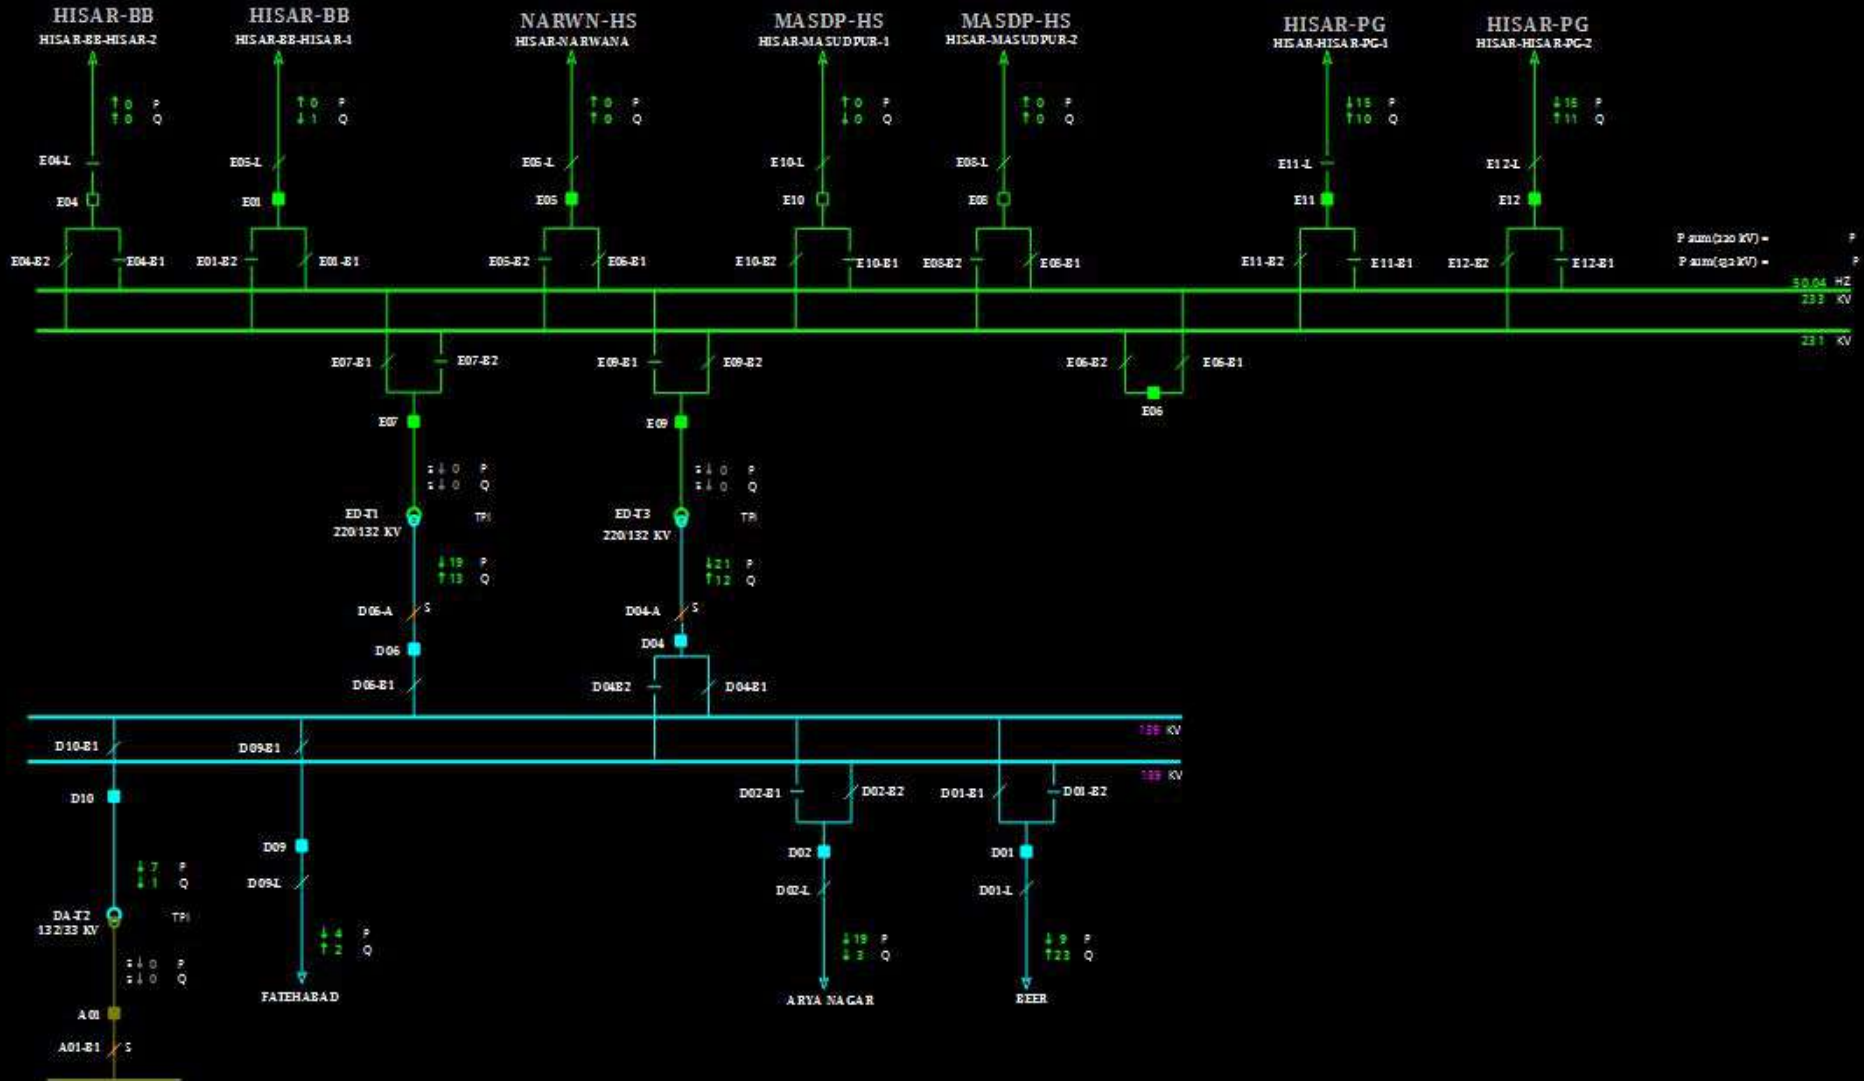 HISAR-BB HISAR-BB NARWN-HS MASDP-HS MASDP-HS HISAR-PG HISAR-PG
HISAR-BB-HISAR-2 HISAR-BB-HISAR-1 HISAR-NARWANA HISAR-MASUDPUR-1 HISAR-MASUDPUR-2 HISAR-HISAR-PG-1 HISAR-HISAR-PG-2
↑0 P ↑0 P ↑0 P ↑0 P ↑0 P ↓15 P ↓15 P
↑0 Q ↓1 Q ↑0 Q ↓0 Q ↑0 Q ↑10 Q ↑11 Q
E04-L E05-L E05-L E10-L E08-L E11-L E12-L
E04 E01 E05 E10 E08 E11 E12
P sum(220 kV) = P
E04-B2 E04-B1 E01-B2 E01-B1 E05-B2 E05-B1 E10-B2 E10-B1 E08-B2 E08-B1 E11-B2 E11-B1 E12-B2 E12-B1
P sum(132 kV) = P
50.04 HZ
233 KV
231 KV
E07-B1 E07-B2 E09-B1 E09-B2 E06-B2 E06-B1
E06
E07 E09
↓0 P ↓0 P
↓0 Q ↓0 Q
ED-T1 TPI ED-T3 TPI
220/132 KV 220/132 KV
↓19 P ↓21 P
↑13 Q ↑12 Q
D06-A S D04-A S
D06 D04
D06-B1 D04B2 D04-B1
KV
D10-B1 D09-B1
KV
D10 D02-B1 D02-B2 D01-B1 D01-B2
D09 D02 D01
↓7 P
↓1 Q D09-L D02-L D01-L
DA-T2 TPI
132/33 KV
↓4 P ↓19 P ↓9 P
↑2 Q ↓3 Q ↑23 Q
↓0 P
↓0 Q
FATEHABAD ARYA NAGAR BEER
A01
A01-B1 S